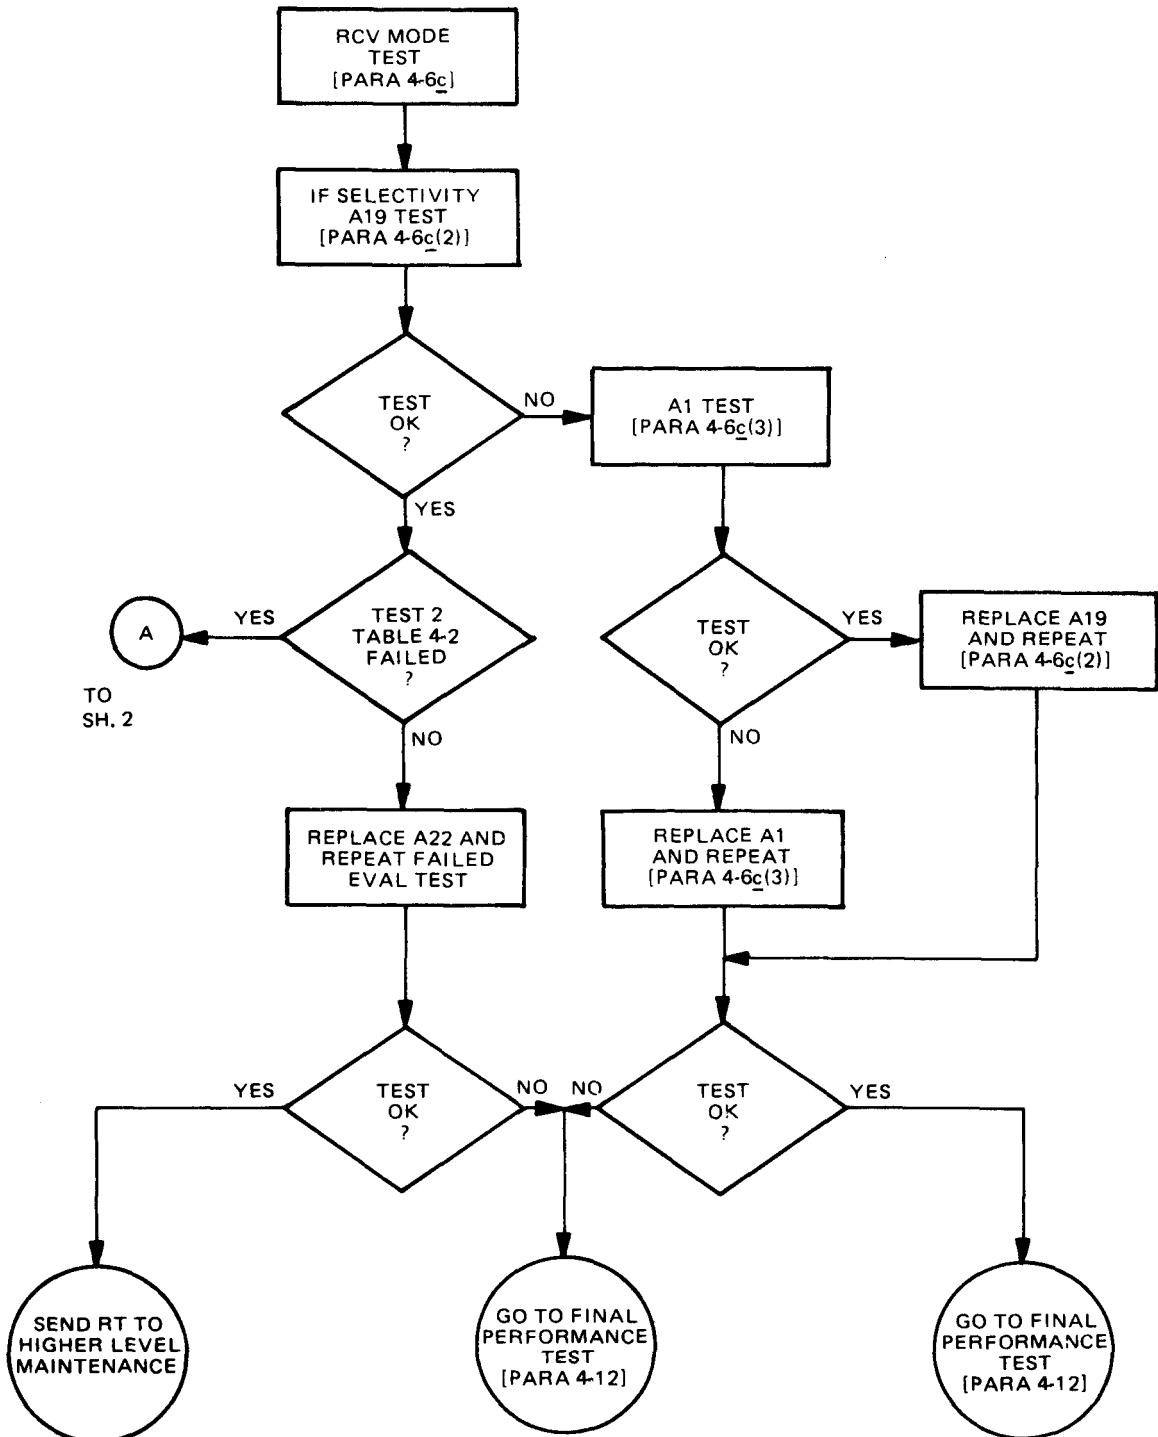 RCV MODE
TEST
[PARA 4-6c]
IF SELECTIVITY
A19 TEST
[PARA 4-6c(2)]
TEST
OK
?
NO
A1 TEST
[PARA 4-6c(3)]
YES
TEST 2
TABLE 4-2
FAILED
?
YES
A
TO
SH. 2
TEST
OK
?
YES
REPLACE A19
AND REPEAT
[PARA 4-6c(2)]
NO
NO
REPLACE A22 AND
REPEAT FAILED
EVAL TEST
REPLACE A1
AND REPEAT
[PARA 4-6c(3)]
YES
TEST
OK
?
NO
NO
TEST
OK
?
YES
SEND RT TO
HIGHER LEVEL
MAINTENANCE
GO TO FINAL
PERFORMANCE
TEST
[PARA 4-12]
GO TO FINAL
PERFORMANCE
TEST
[PARA 4-12]